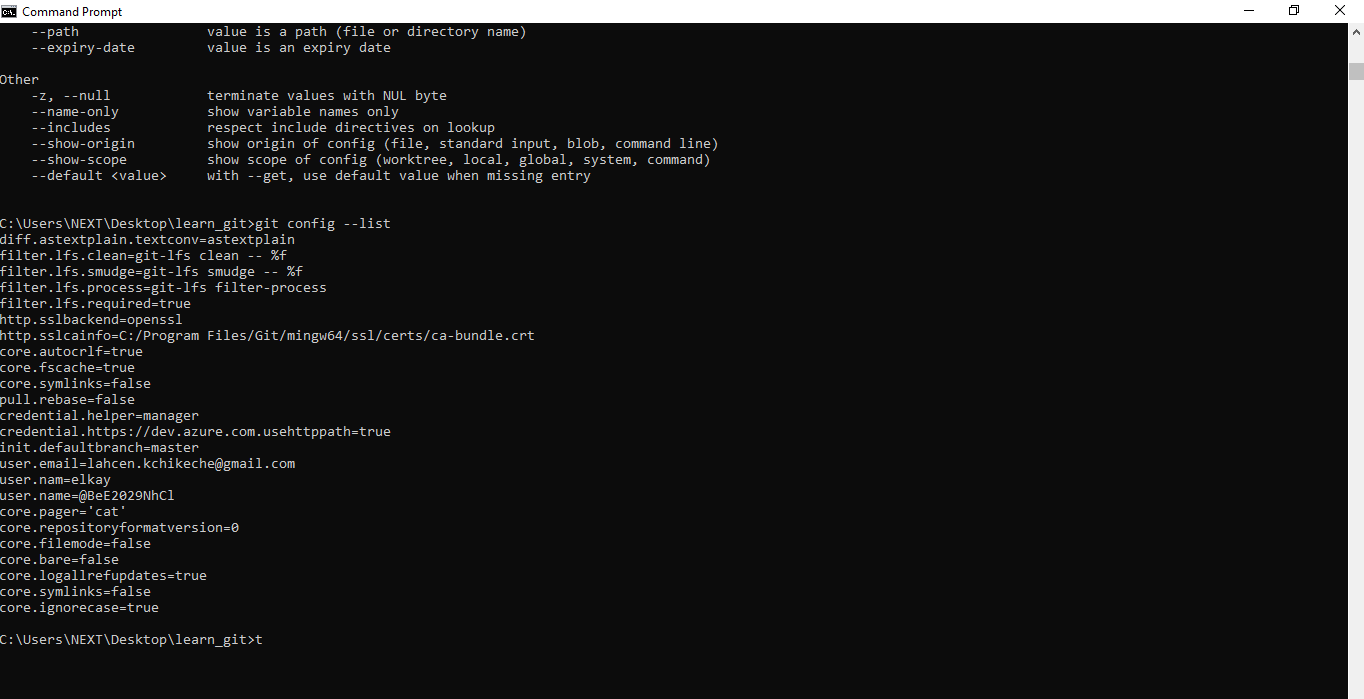 Command Prompt
--path value is a path (file or directory name)
--expiry-date value is an expiry date
Other
-z, --null terminate values with NUL byte
--name-only show variable names only
--includes respect include directives on lookup
--show-origin show origin of config (file, standard input, blob, command line)
--show-scope show scope of config (worktree, local, global, system, command)
--default <value> with --get, use default value when missing entry
C:\Users\NEXT\Desktop\learn_git>git config --list
diff.astextplain.textconv=astextplain
filter.lfs.clean=git-lfs clean -- %f
filter.lfs.smudge=git-lfs smudge -- %f
filter.lfs.process=git-lfs filter-process
filter.lfs.required=true
http.sslbackend=openssl
http.sslcainfo=C:/Program Files/Git/mingw64/ssl/certs/ca-bundle.crt
core.autocrlf=true
core.fscache=true
core.symlinks=false
pull.rebase=false
credential.helper=manager
credential.https://dev.azure.com.usehttppath=true
init.defaultbranch=master
user.email=lahcen.kchikeche@gmail.com
user.nam=elkay
user.name=@BeE2029NhCl
core.pager='cat'
core.repositoryformatversion=0
core.filemode=false
core.bare=false
core.logallrefupdates=true
core.symlinks=false
core.ignorecase=true
C:\Users\NEXT\Desktop\learn_git>t